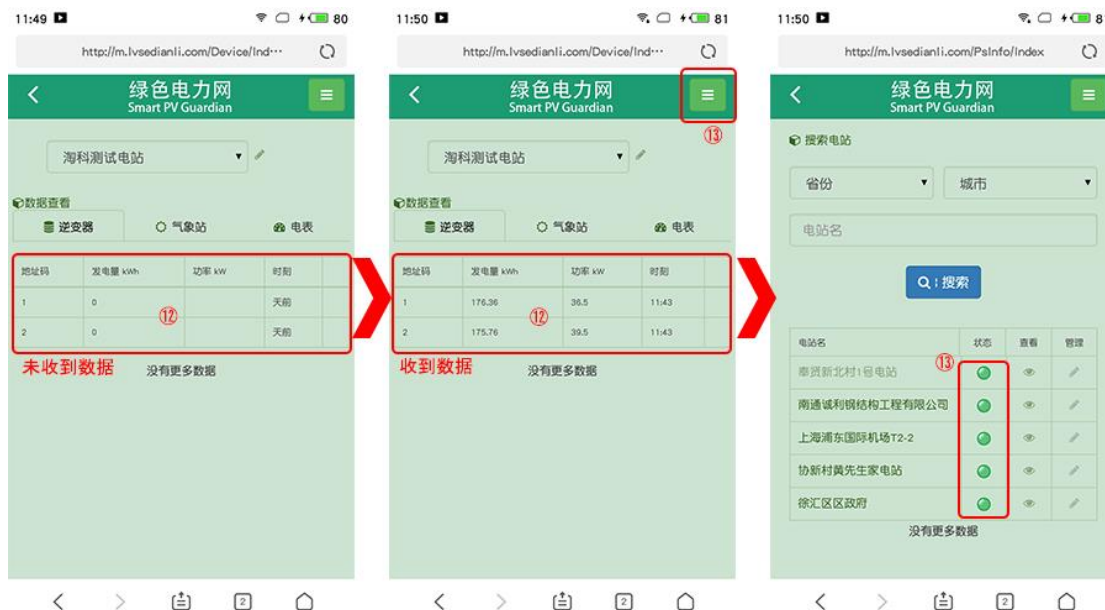 11:49
80
http://m.lvsedianli.com/Device/Ind···
绿色电力网
Smart PV Guardian
淘科测试电站
数据查看
逆变器 气象站 电表
地址码 发电量 kWh 功率 kW 时刻
1 0 天前
⑫
2 0 天前
未收到数据 没有更多数据
2
11:50
81
http://m.lvsedianli.com/Device/Ind···
绿色电力网
Smart PV Guardian
⑬
淘科测试电站
数据查看
逆变器 气象站 电表
地址码 发电量 kWh 功率 kW 时刻
1 176.36 36.5 11:43
⑫
2 175.76 39.5 11:43
收到数据 没有更多数据
2
11:50
8
http://m.lvsedianli.com/PsInfo/Index
绿色电力网
Smart PV Guardian
搜索电站
省份 城市
电站名
搜索
电站名 状态 查看 管理
⑬
奉贤新北村1号电站
南通诚利钢结构工程有限公司
上海浦东国际机场T2-2
协新村黄先生家电站
徐汇区区政府
没有更多数据
2